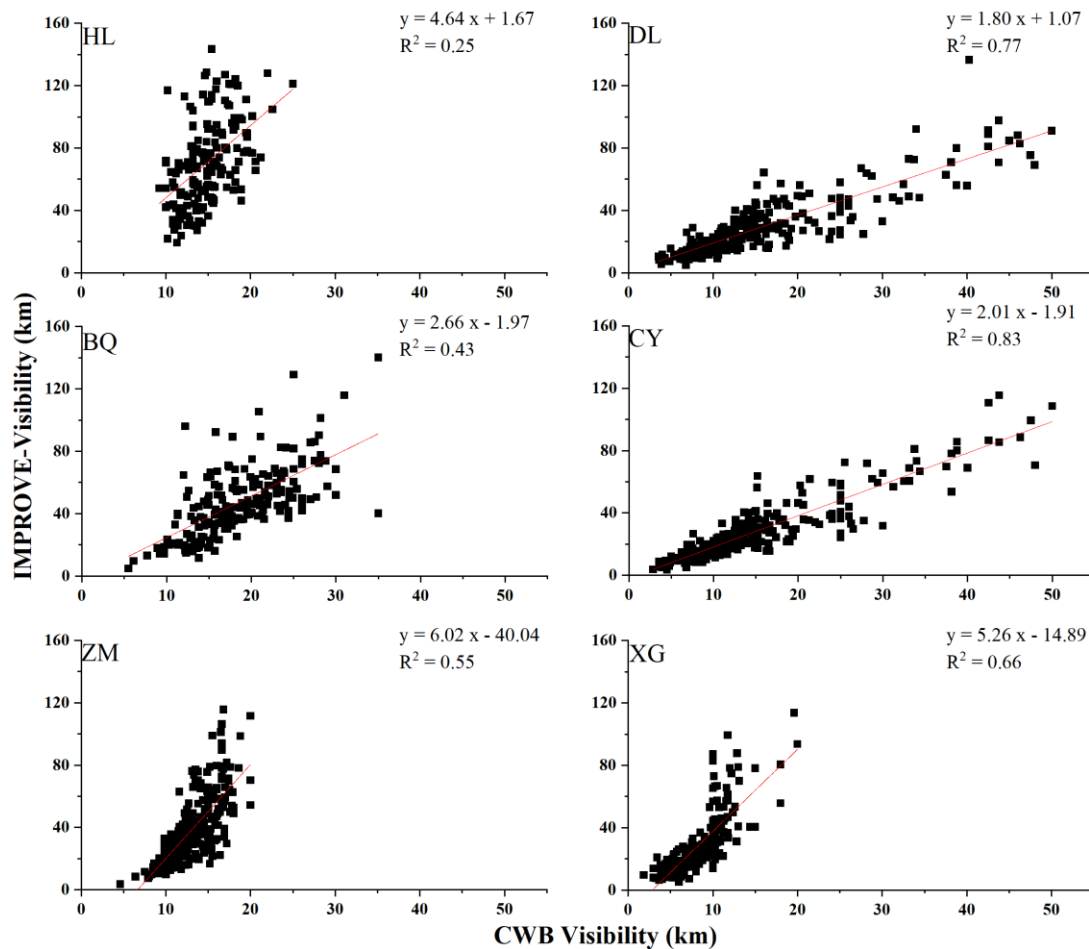 160
120
80
40
0
HL
y = 4.64 x + 1.67
R² = 0.25
0 10 20 30 40 50
DL
y = 1.80 x + 1.07
R² = 0.77
0 10 20 30 40 50
160
120
80
40
0
BQ
y = 2.66 x - 1.97
R² = 0.43
0 10 20 30 40 50
160
120
80
40
0
CY
y = 2.01 x - 1.91
R² = 0.83
0 10 20 30 40 50
160
120
80
40
0
ZM
y = 6.02 x - 40.04
R² = 0.55
0 10 20 30 40 50
160
120
80
40
0
XG
y = 5.26 x - 14.89
R² = 0.66
0 10 20 30 40 50
160
120
80
40
0
IMPROVE-Visibility (km)
CWB Visibility (km)